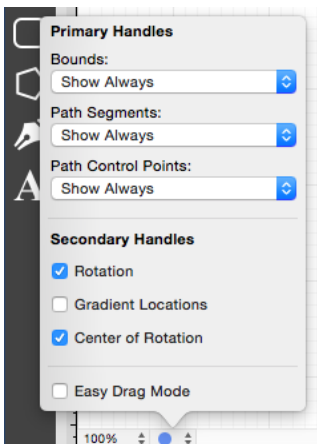 Primary Handles
Bounds:
Show Always
Path Segments:
Show Always
Path Control Points:
Show Always
Secondary Handles
Rotation
Gradient Locations
Center of Rotation
Easy Drag Mode
A
100%